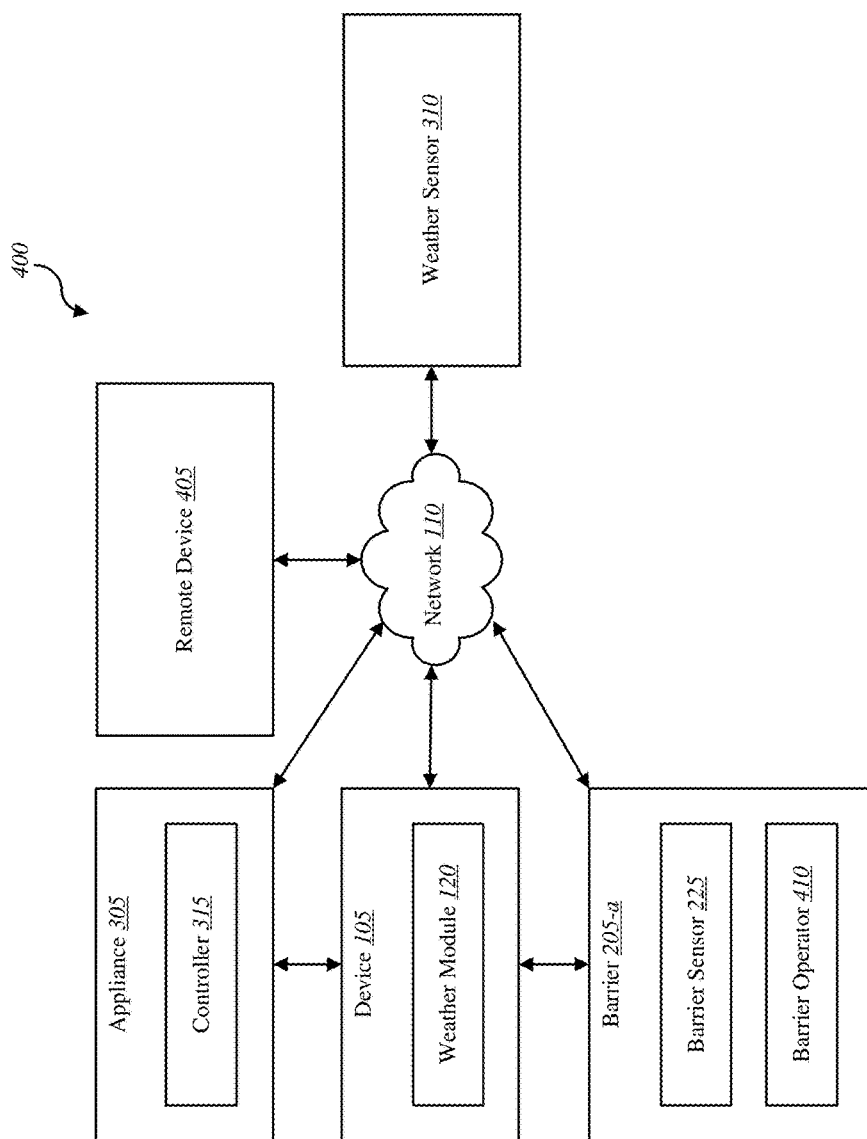 400
Appliance 305
Controller 315
Remote Device 405
Device 105
Weather Module 120
Network 110
Weather Sensor 310
Barrier 205-a
Barrier Sensor 225
Barrier Operator 410